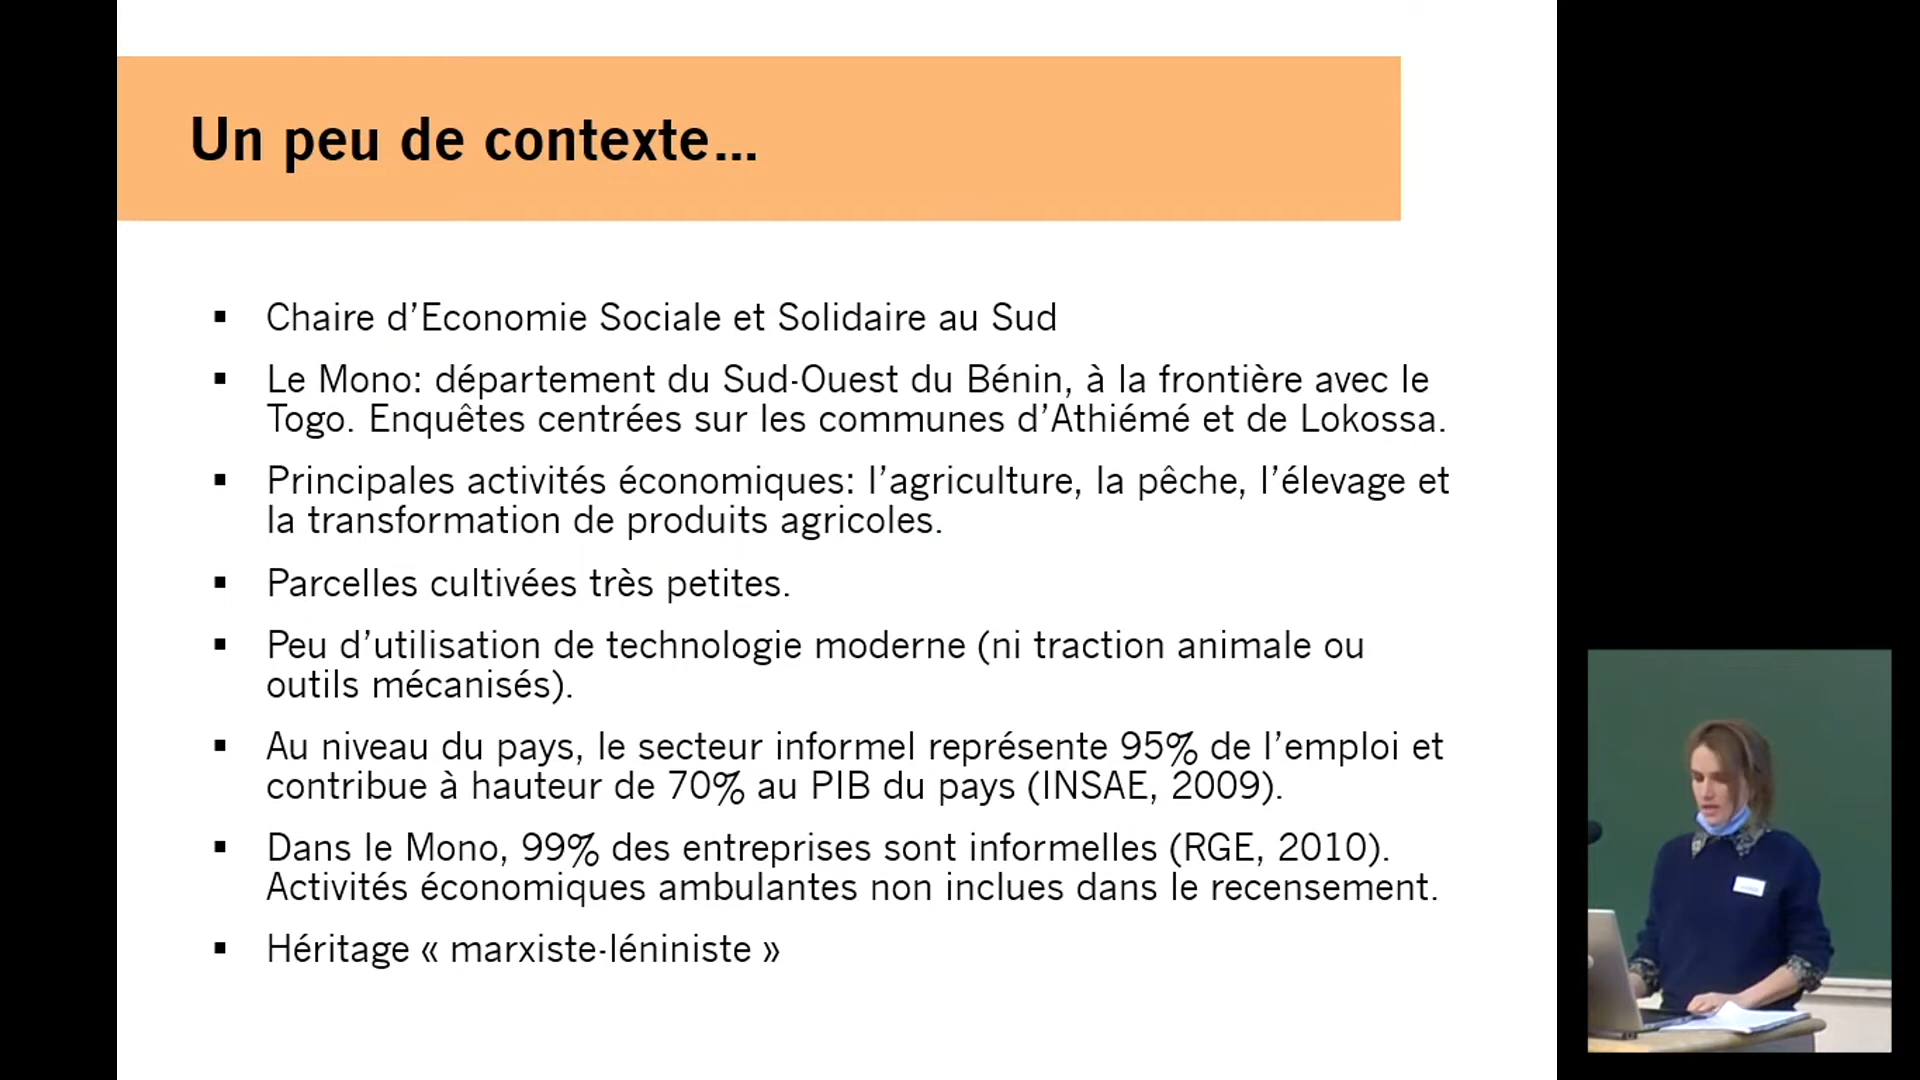 Un peu de contexte...
▪ Chaire d’Economie Sociale et Solidaire au Sud
▪ Le Mono: département du Sud-Ouest du Bénin, à la frontière avec le
Togo. Enquêtes centrées sur les communes d’Athiémé et de Lokossa.
▪ Principales activités économiques: l’agriculture, la pêche, l’élevage et
la transformation de produits agricoles.
▪ Parcelles cultivées très petites.
▪ Peu d’utilisation de technologie moderne (ni traction animale ou
outils mécanisés).
▪ Au niveau du pays, le secteur informel représente 95% de l’emploi et
contribue à hauteur de 70% au PIB du pays (INSAE, 2009).
▪ Dans le Mono, 99% des entreprises sont informelles (RGE, 2010).
Activités économiques ambulantes non inclues dans le recensement.
▪ Héritage « marxiste-léniniste »